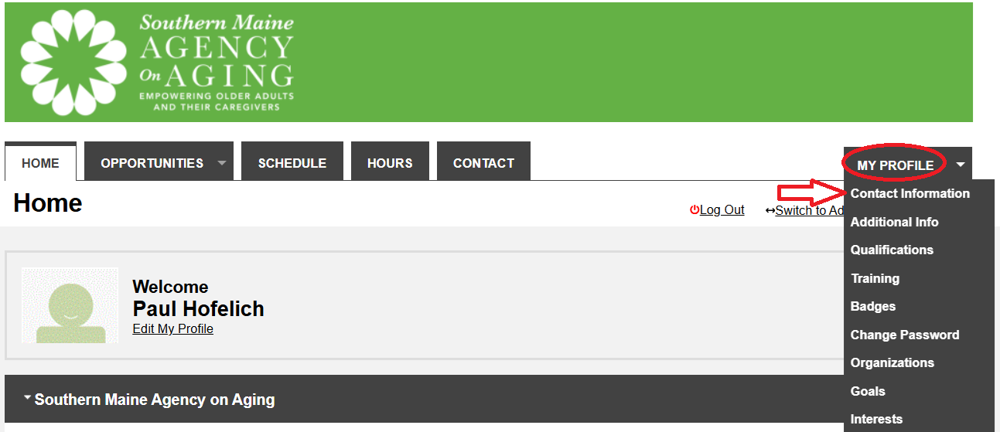 Southern Maine
AGENCY
On AGING
EMPOWERING OLDER ADULTS
AND THEIR CAREGIVERS
HOME
OPPORTUNITIES
SCHEDULE
HOURS
CONTACT
MY PROFILE
Contact Information
Additional Info
Qualifications
Training
Badges
Change Password
Organizations
Goals
Interests
Home
Log Out
Switch to Ad
Welcome
Paul Hofelich
Edit My Profile
Southern Maine Agency on Aging